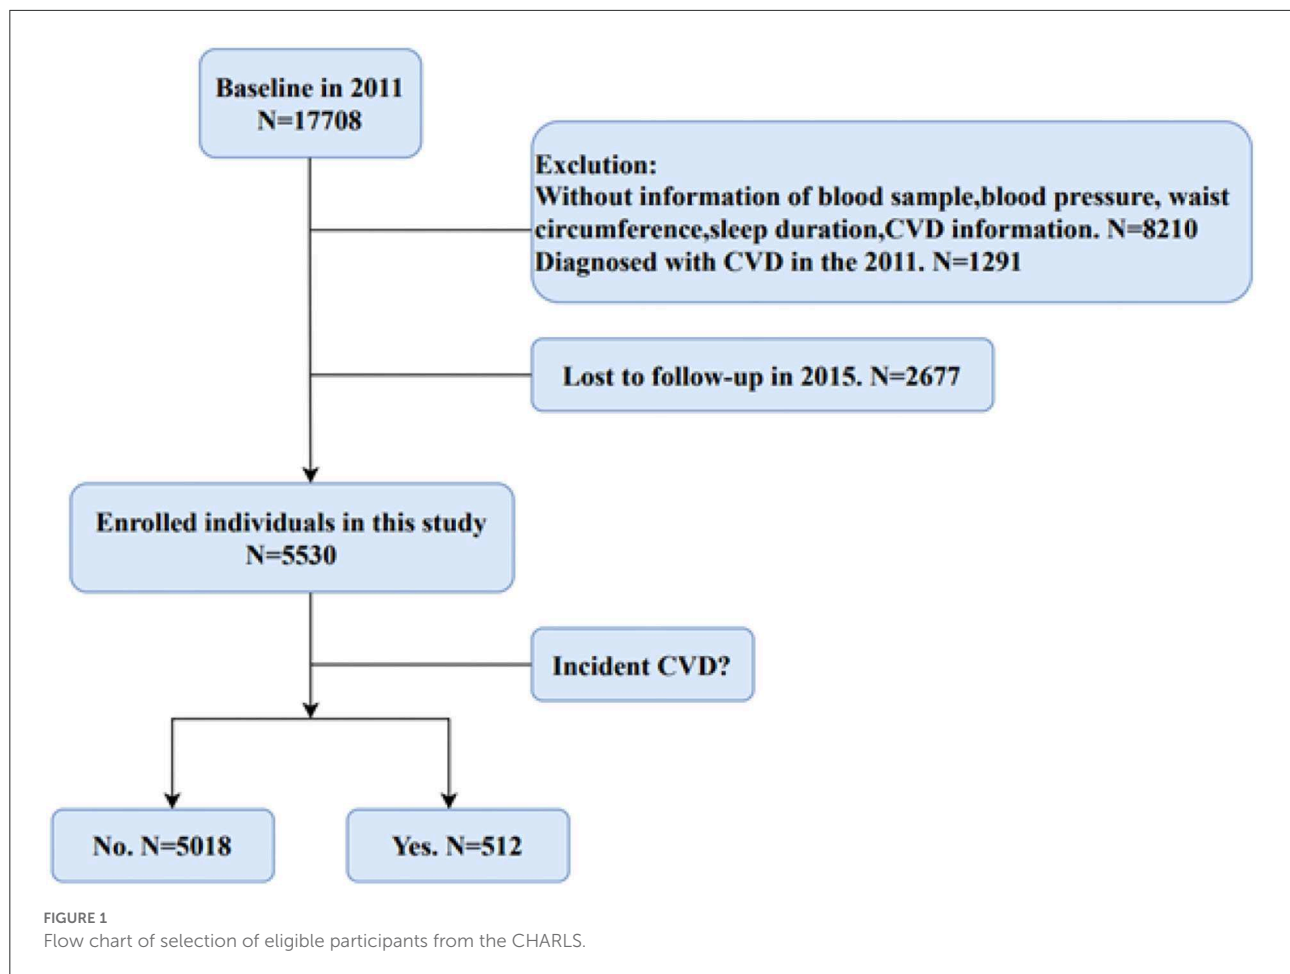 Baseline in 2011
N=17708
Exclution:
Without information of blood sample,blood pressure, waist
circumference,sleep duration,CVD information. N=8210
Diagnosed with CVD in the 2011. N=1291
Lost to follow-up in 2015. N=2677
Enrolled individuals in this study
N=5530
Incident CVD?
No. N=5018
Yes. N=512
FIGURE 1
Flow chart of selection of eligible participants from the CHARLS.